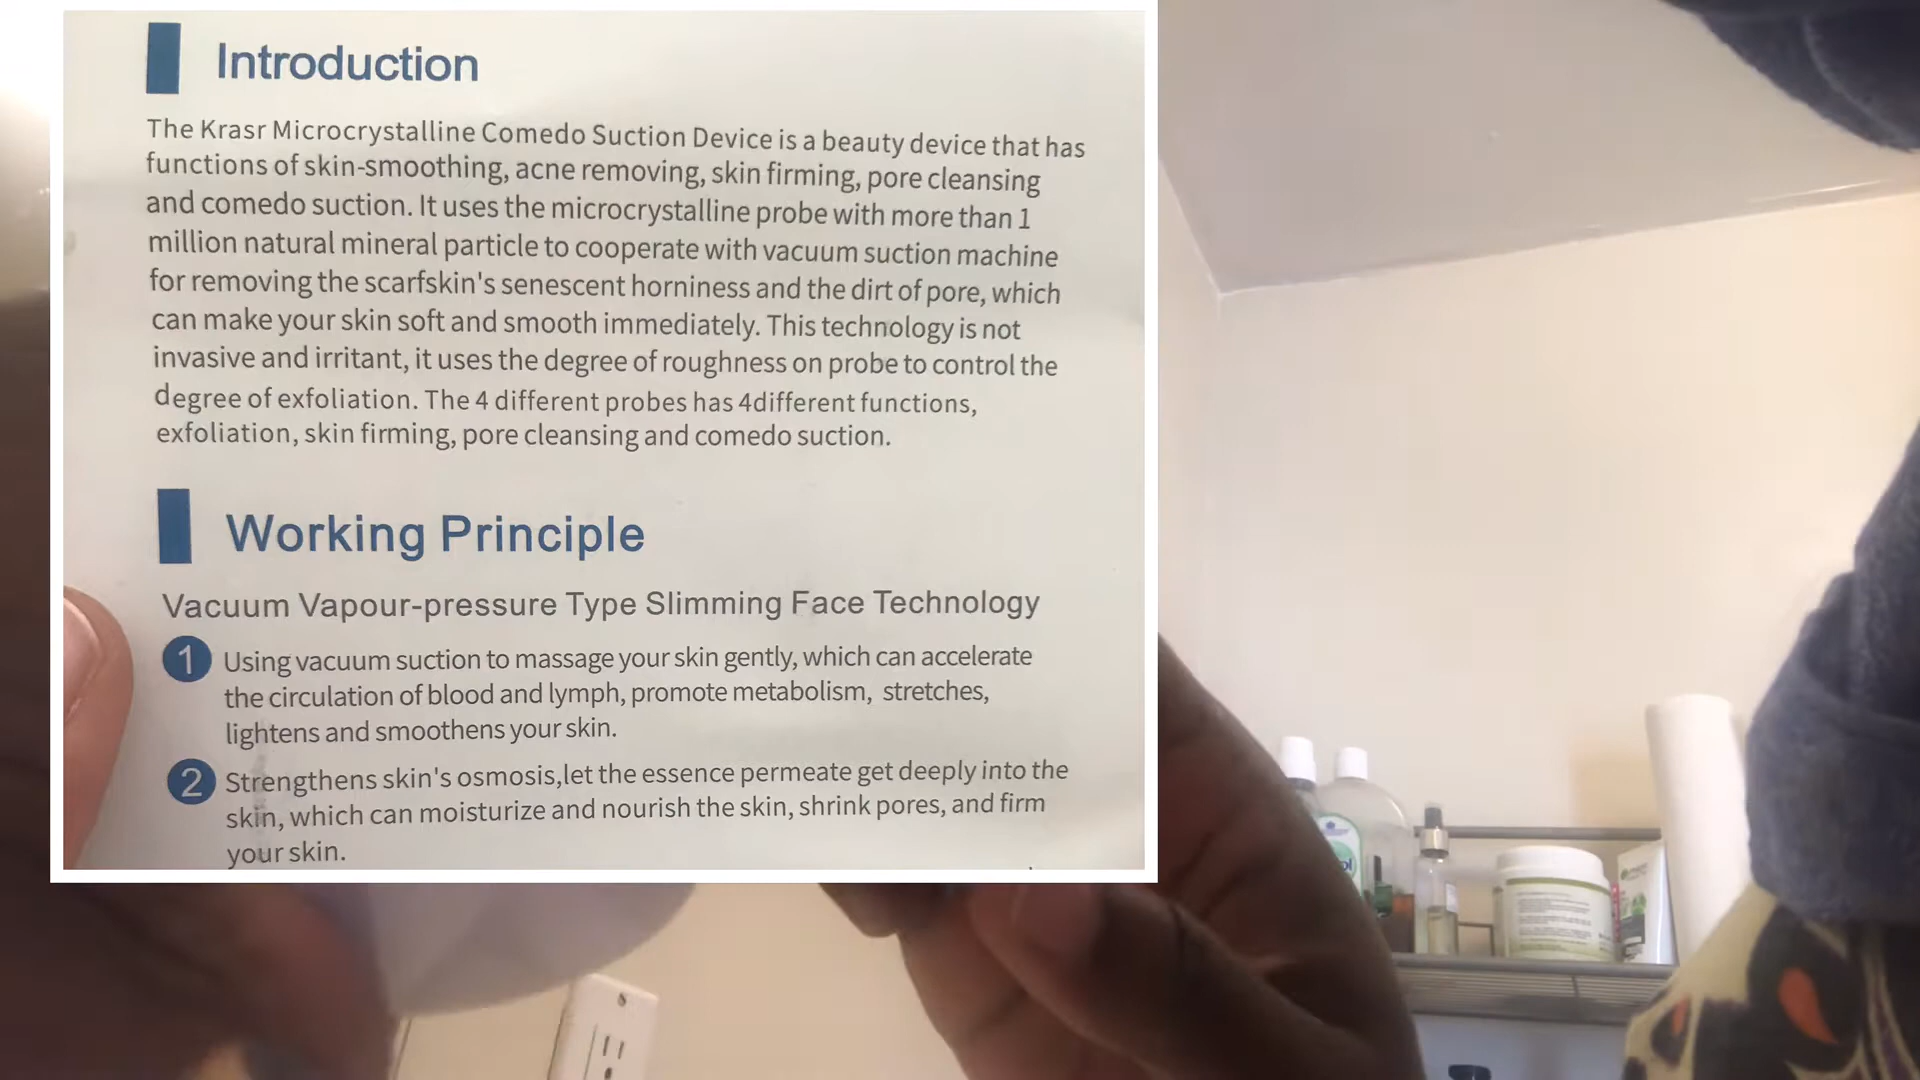 Introduction
The Krasr Microcrystalline Comedo Suction Device is a beauty device that has
functions of skin-smoothing, acne removing, skin firming, pore cleansing
and comedo suction. It uses the microcrystalline probe with more than 1
million natural mineral particle to cooperate with vacuum suction machine
for removing the scarfskin's senescent horniness and the dirt of pore, which
can make your skin soft and smooth immediately. This technology is not
invasive and irritant, it uses the degree of roughness on probe to control the
degree of exfoliation. The 4 different probes has 4different functions,
exfoliation, skin firming, pore cleansing and comedo suction.
Working Principle
Vacuum Vapour-pressure Type Slimming Face Technology
1 Using vacuum suction to massage your skin gently, which can accelerate
the circulation of blood and lymph, promote metabolism, stretches,
lightens and smoothens your skin.
2 Strengthens skin's osmosis,let the essence permeate get deeply into the
skin, which can moisturize and nourish the skin, shrink pores, and firm
your skin.